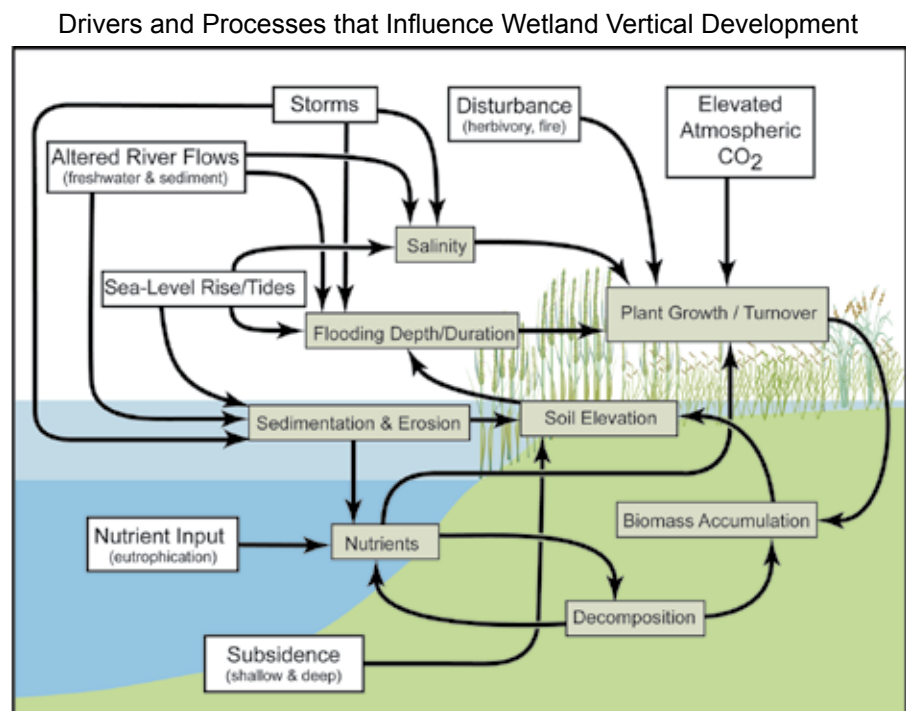 Drivers and Processes that Influence Wetland Vertical Development
Storms
Disturbance
(herbivory, fire)
Elevated
Atmospheric
CO2
Altered River Flows
(freshwater & sediment)
Salinity
Sea-Level Rise/Tides
Plant Growth / Turnover
Flooding Depth/Duration
Sedimentation & Erosion
Soil Elevation
Biomass Accumulation
Nutrient Input
(eutrophication)
Nutrients
Decomposition
Subsidence
(shallow & deep)